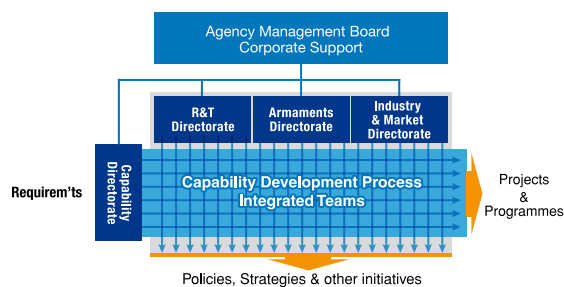 Agency Management Board
Corporate Support
R&T
Directorate
Armaments
Directorate
Industry
& Market
Directorate
Capability
Directorate
Requirem'ts
Capability Development Process
Integrated Teams
Projects
&
Programmes
Policies, Strategies & other initiatives